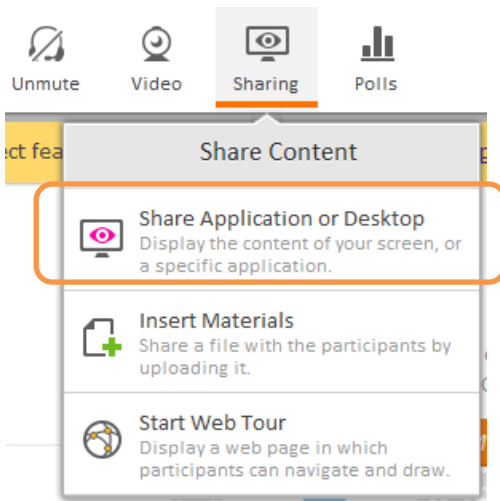 Unmute Video Sharing Polls
ect fea
Share Content
Share Application or Desktop
Display the content of your screen, or
a specific application.
Insert Materials
Share a file with the participants by
uploading it.
Start Web Tour
Display a web page in which
participants can navigate and draw.